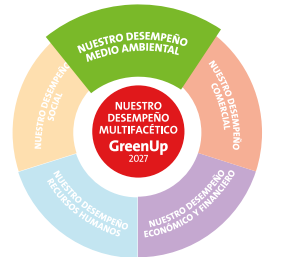 NUESTRO DESEMPEÑO
MEDIO AMBIENTAL
NUESTRO DESEMPEÑO
COMERCIAL
NUESTRO DESEMPEÑO
ECONÓMICO Y FINANCIERO
NUESTRO DESEMPEÑO
RECURSOS HUMANOS
NUESTRO DESEMPEÑO
SOCIAL
NUESTRO
DESEMPEÑO
MULTIFACÉTICO
GreenUp
2027